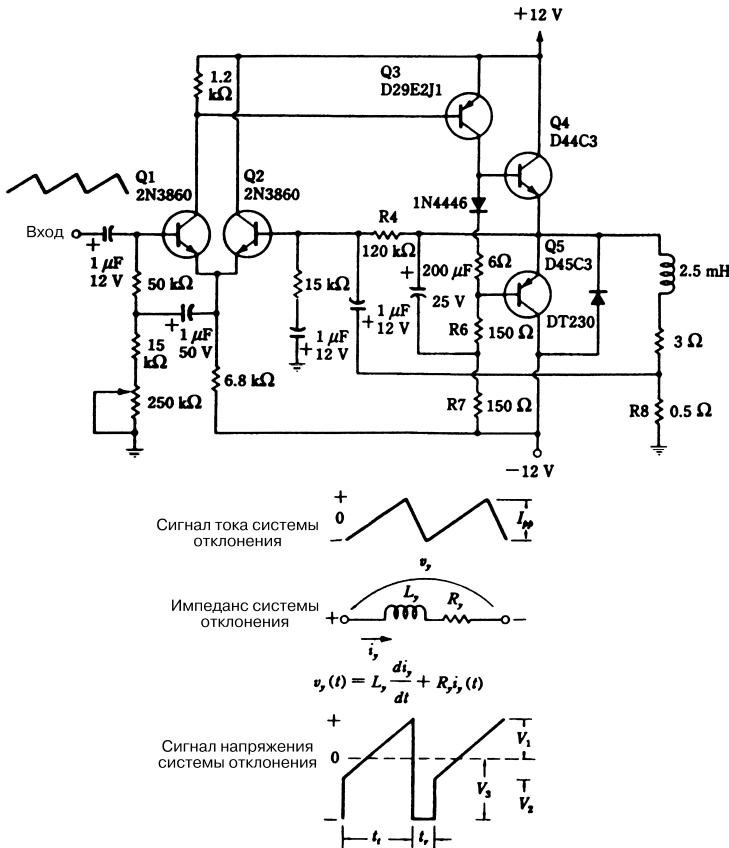 +12 V
1.2
kΩ
Q3
D29E2J1
Q4
D44C3
Q1
2N3860
Q2
2N3860
1N4446
Вход
R4
120 kΩ
Q5
D45C3
+
1 μF
12 V
50 kΩ
15 kΩ
+
200 μF
25 V
6Ω
2.5 mH
+
1 μF
50 V
+
1 μF
12 V
+
1 μF
12 V
R6
150 Ω
DT230
3 Ω
15
kΩ
6.8 kΩ
250 kΩ
R7
150 Ω
R8
0.5 Ω
−12 V
Сигнал тока системы
отклонения
+
0
−
Ipp
Импеданс системы
отклонения
vy
Ly
Ry
+
−
iy
vy(t) = Ly diy/dt + Ryiy(t)
Сигнал напряжения
системы отклонения
+
0
−
V1
V3
V2
tt
tr